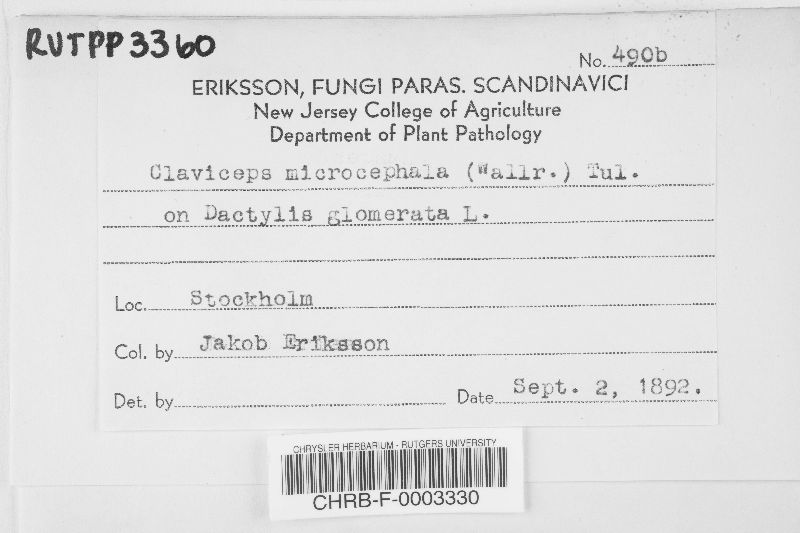 RUTPP3360
No. 490b
ERIKSSON, FUNGI PARAS. SCANDINAVICI
New Jersey College of Agriculture
Department of Plant Pathology
Claviceps microcephala (Wallr.) Tul.
on Dactylis glomerata L.
Loc. Stockholm
Col. by Jakob Eriksson
Det. by Date Sept. 2, 1892.
CHRYSLER HERBARIUM - RUTGERS UNIVERSITY
CHRB-F-0003330